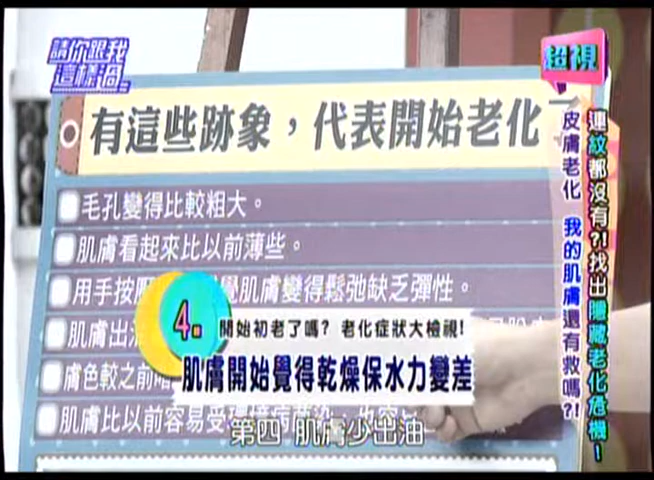 請你跟我
這樣過
超視
連紋都沒有?!找出隱藏老化危機!
皮膚老化 我的肌膚還有救嗎?!
有這些跡象,代表開始老化了
毛孔變得比較粗大。
肌膚看起來比以前薄些。
用手按 覺肌膚變得鬆弛缺乏彈性。
肌膚出
膚色較之前暗
肌膚比以前容易受
4.
開始初老了嗎? 老化症狀大檢視!
肌膚開始覺得乾燥保水力變差
第四 肌膚少出油